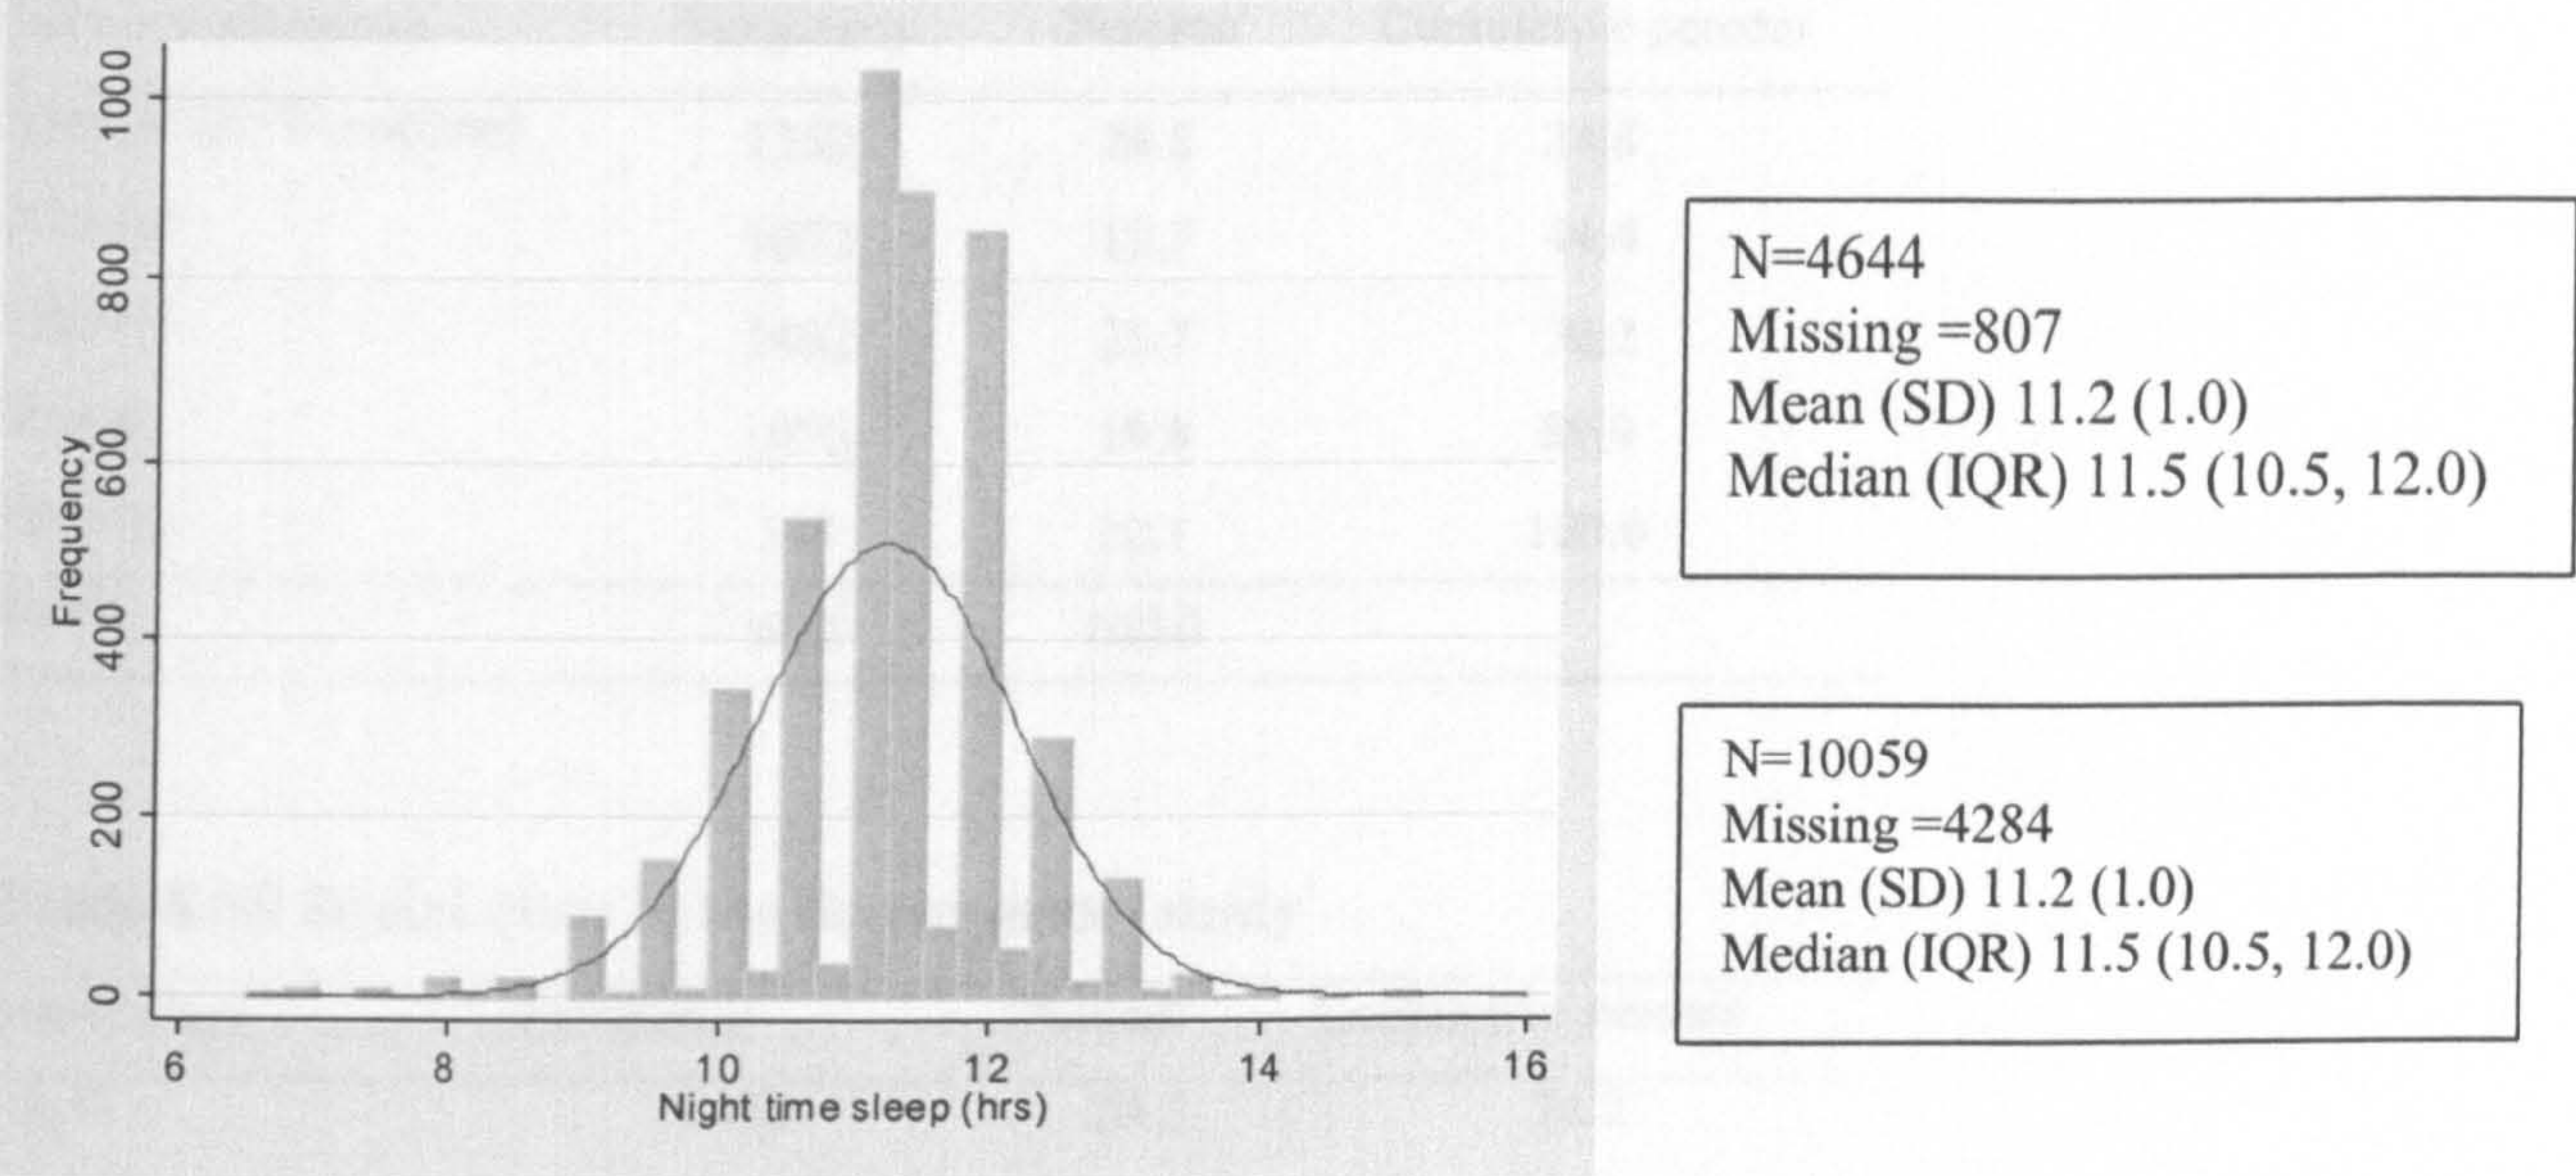 1000
800
600
400
200
0
Frequency
6 8 10 12 14 16
Night time sleep (hrs)
N=4644
Missing =807
Mean (SD) 11.2 (1.0)
Median (IQR) 11.5 (10.5, 12.0)
N=10059
Missing =4284
Mean (SD) 11.2 (1.0)
Median (IQR) 11.5 (10.5, 12.0)